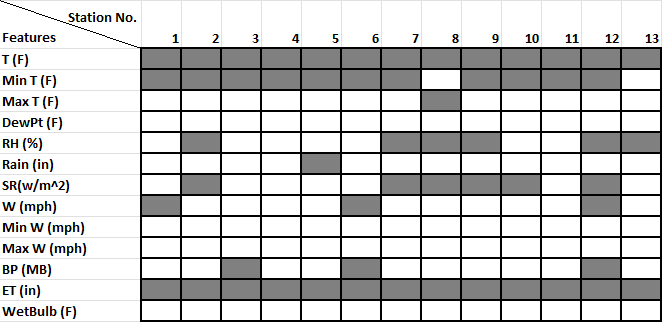 Station No.
Features 1 2 3 4 5 6 7 8 9 10 11 12 13
T (F)
Min T (F)
Max T (F)
DewPt (F)
RH (%)
Rain (in)
SR(w/m^2)
W (mph)
Min W (mph)
Max W (mph)
BP (MB)
ET (in)
WetBulb (F)